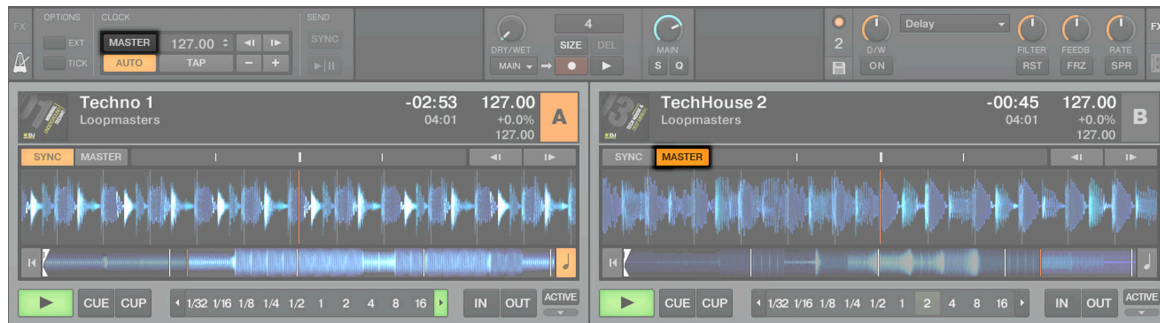 FX
OPTIONS
EXT
TICK
CLOCK
MASTER 127.00
AUTO TAP - +
SEND
SYNC
DRY/WET
MAIN
4
SIZE DEL
MAIN
S Q
2
D/W
ON
Delay
FILTER FEEDB RATE
RST FRZ SPR
FX
Techno 1 -02:53 127.00 A
Loopmasters 04:01 +0.0%
127.00
SYNC MASTER
CUE CUP 1/32 1/16 1/8 1/4 1/2 1 2 4 8 16 IN OUT ACTIVE
TechHouse 2 -00:45 127.00 B
Loopmasters 04:01 +0.0%
127.00
SYNC MASTER
CUE CUP 1/32 1/16 1/8 1/4 1/2 1 2 4 8 16 IN OUT ACTIVE